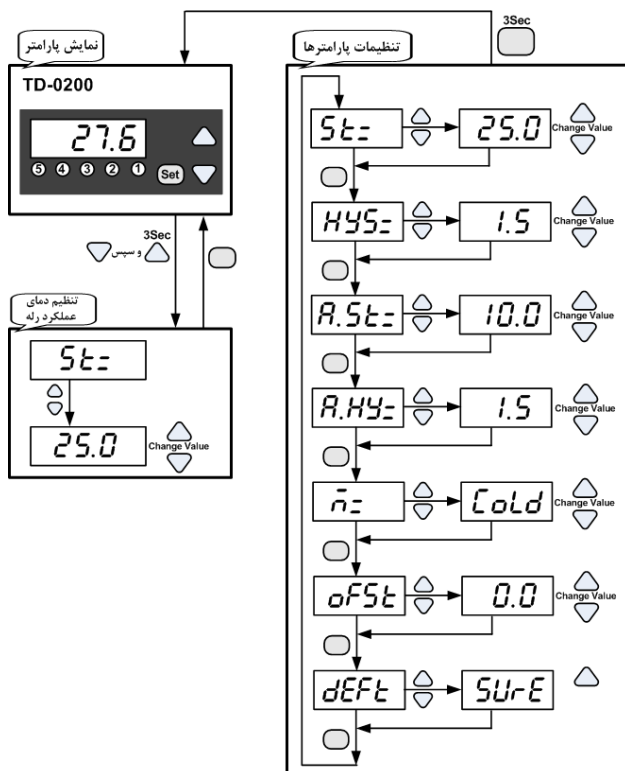 3Sec
نمایش پارامتر
TD-0200
27.6
5 4 3 2 1
Set
3Sec
و سپس
تنظیم دمای
عملکرد رله
St=
25.0
Change Value
تنظیمات پارامترها
St=
25.0
Change Value
HYS=
1.5
Change Value
A.St=
10.0
Change Value
A.HY=
1.5
Change Value
n̄=
CoLd
Change Value
oFSt
0.0
Change Value
dEFt
SUrE